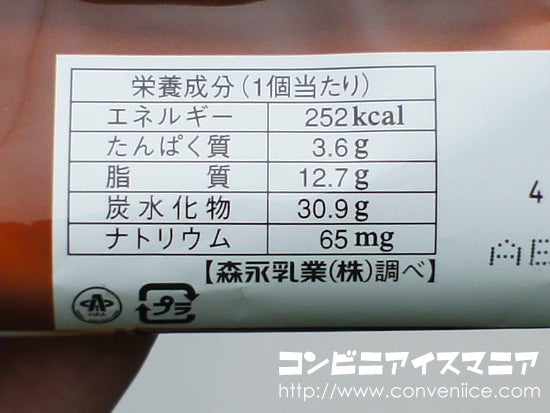 栄養成分(1個当たり)
エネルギー 252kcal
たんぱく質 3.6g
脂質 12.7g
炭水化物 30.9g
ナトリウム 65mg
【森永乳業(株)調べ】
4
プラ
コンビニアイスマニア
http://www.conveniice.com/